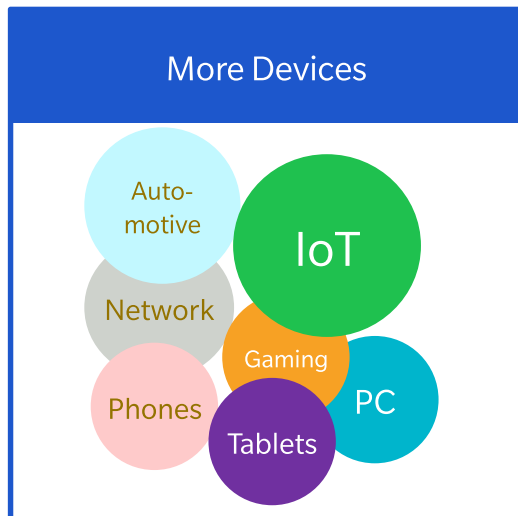 More Devices
Auto-
motive
IoT
Network
Gaming
Phones
PC
Tablets